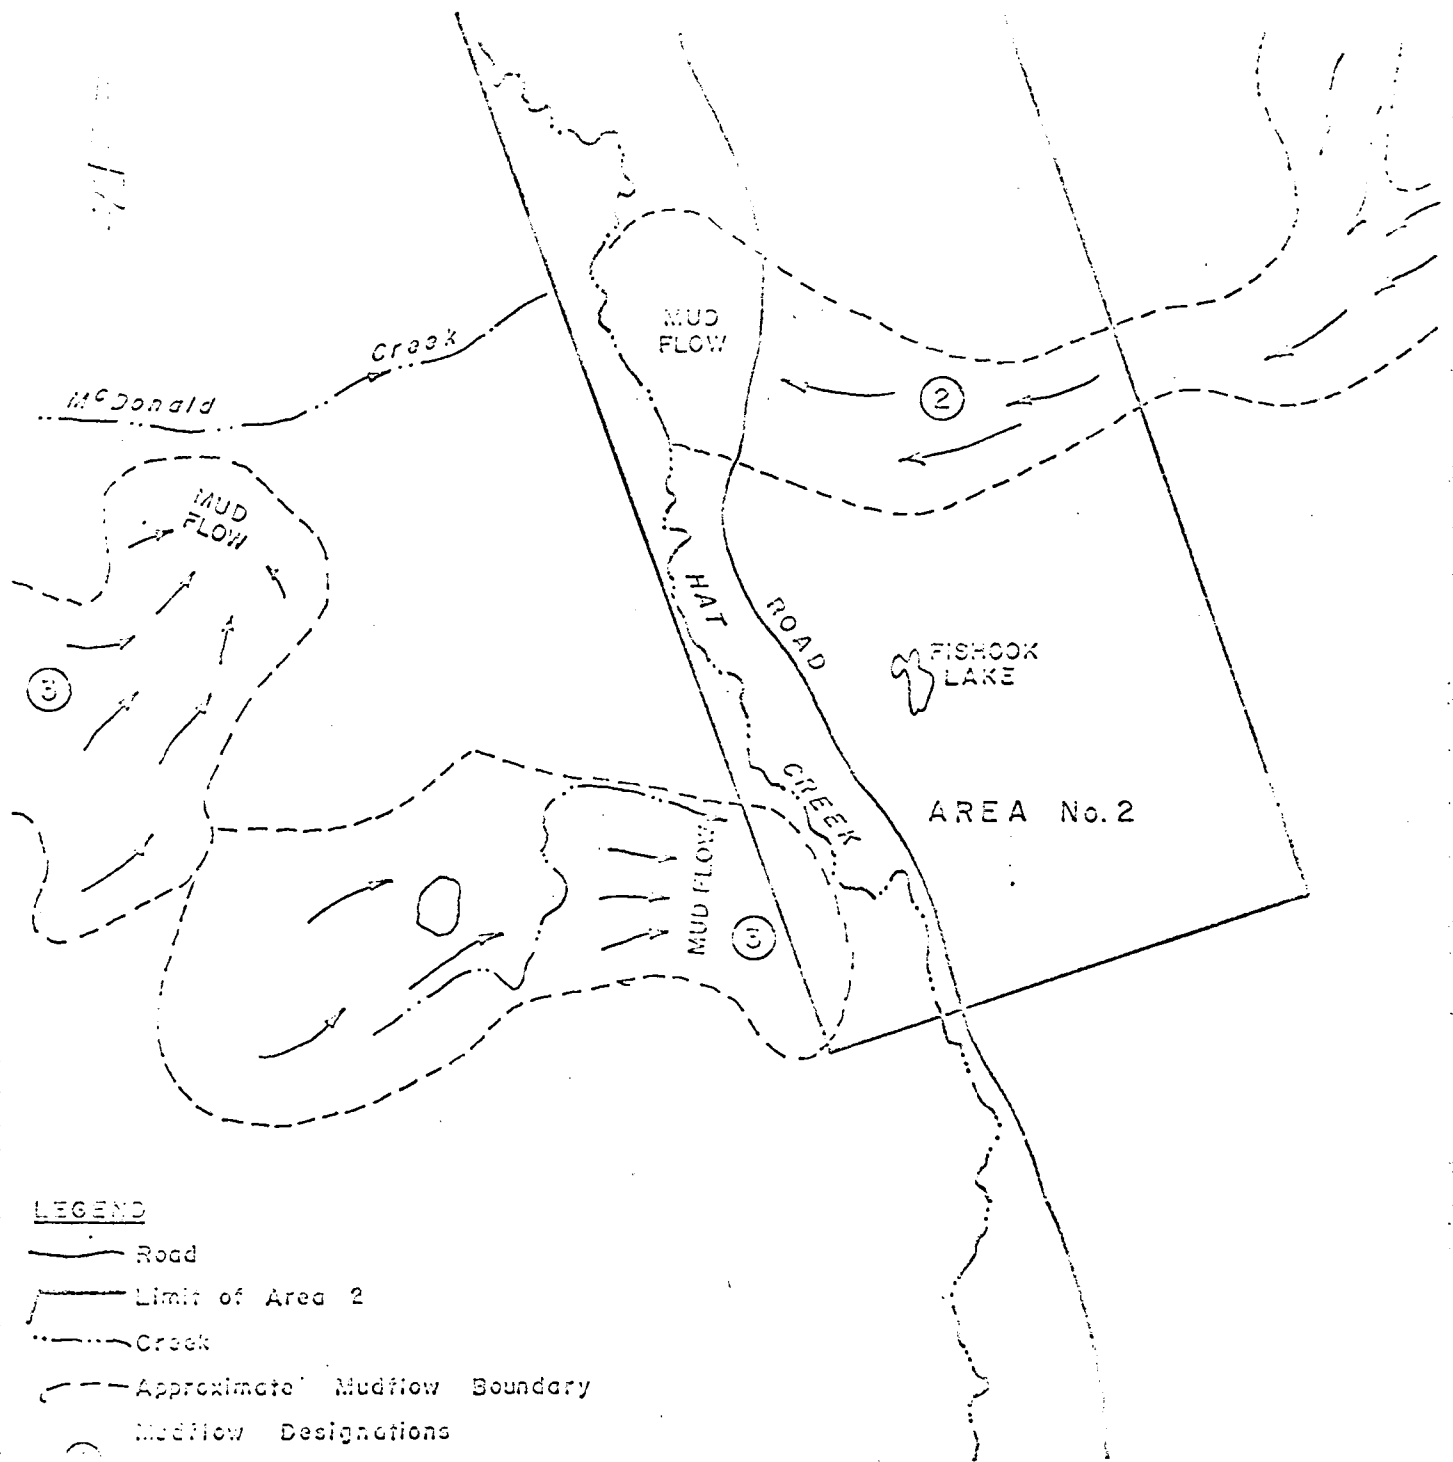 MUD
FLOW
Creek
2
McDonald
MUD
FLOW
HAT
ROAD
FISHOOK
LAKE
3
CREEK
AREA No. 2
MUD FLOW
3
LEGEND
Road
Limit of Area 2
Creek
Approximate Mudflow Boundary
Mudflow Designations